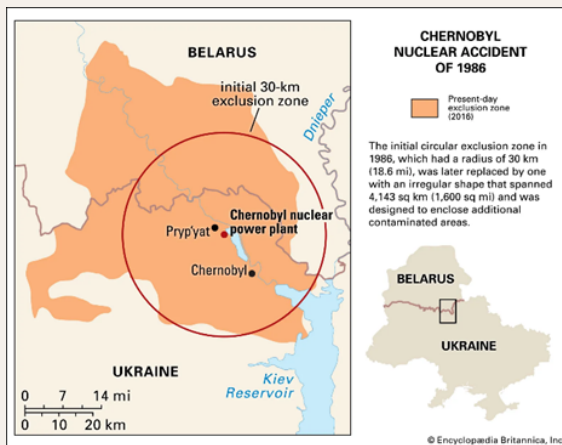 BELARUS
initial 30-km
exclusion zone
Dnieper
Chernobyl nuclear
power plant
Pryp'yat
Chernobyl
UKRAINE
Kiev
Reservoir
0 7 14 mi
0 10 20 km
CHERNOBYL
NUCLEAR ACCIDENT
OF 1986
Present-day
exclusion zone
(2016)
The initial circular exclusion zone in
1986, which had a radius of 30 km
(18.6 mi), was later replaced by one
with an irregular shape that spanned
4,143 sq km (1,600 sq mi) and was
designed to enclose additional
contaminated areas.
BELARUS
UKRAINE
© Encyclopædia Britannica, Inc